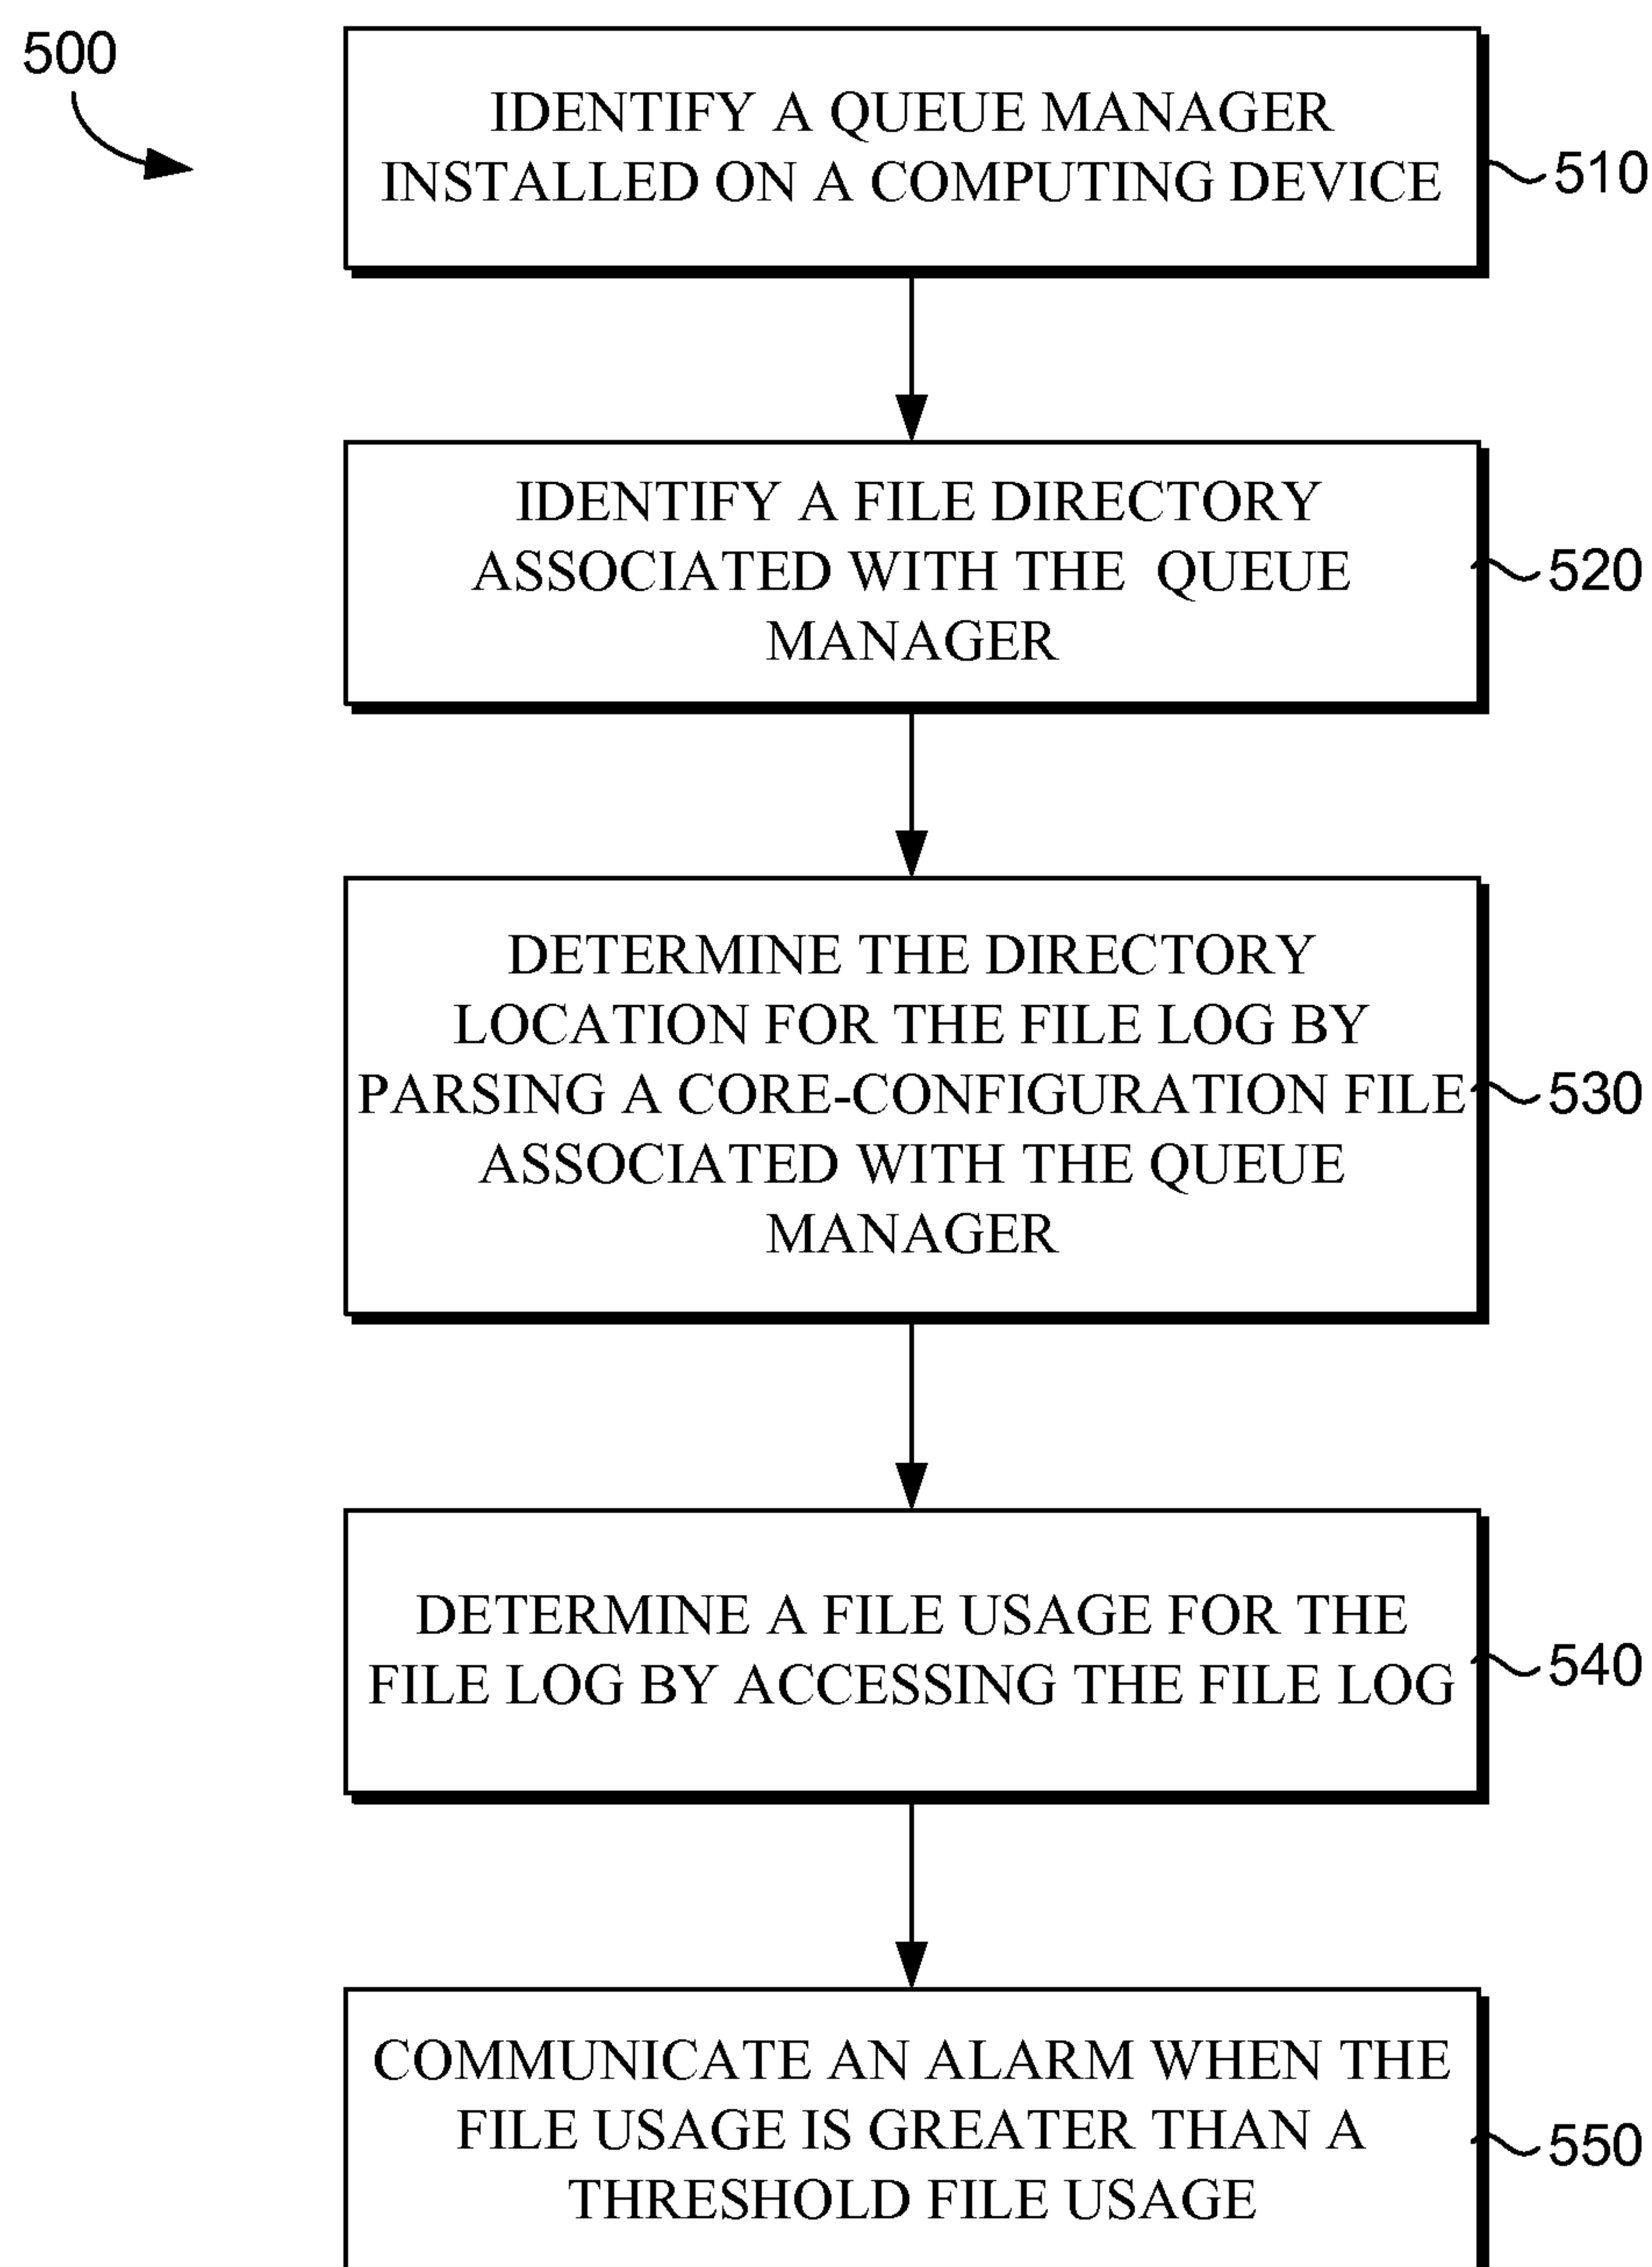 500
IDENTIFY A QUEUE MANAGER
INSTALLED ON A COMPUTING DEVICE
510
IDENTIFY A FILE DIRECTORY
ASSOCIATED WITH THE QUEUE
MANAGER
520
DETERMINE THE DIRECTORY
LOCATION FOR THE FILE LOG BY
PARSING A CORE-CONFIGURATION FILE
ASSOCIATED WITH THE QUEUE
MANAGER
530
DETERMINE A FILE USAGE FOR THE
FILE LOG BY ACCESSING THE FILE LOG
540
COMMUNICATE AN ALARM WHEN THE
FILE USAGE IS GREATER THAN A
THRESHOLD FILE USAGE
550